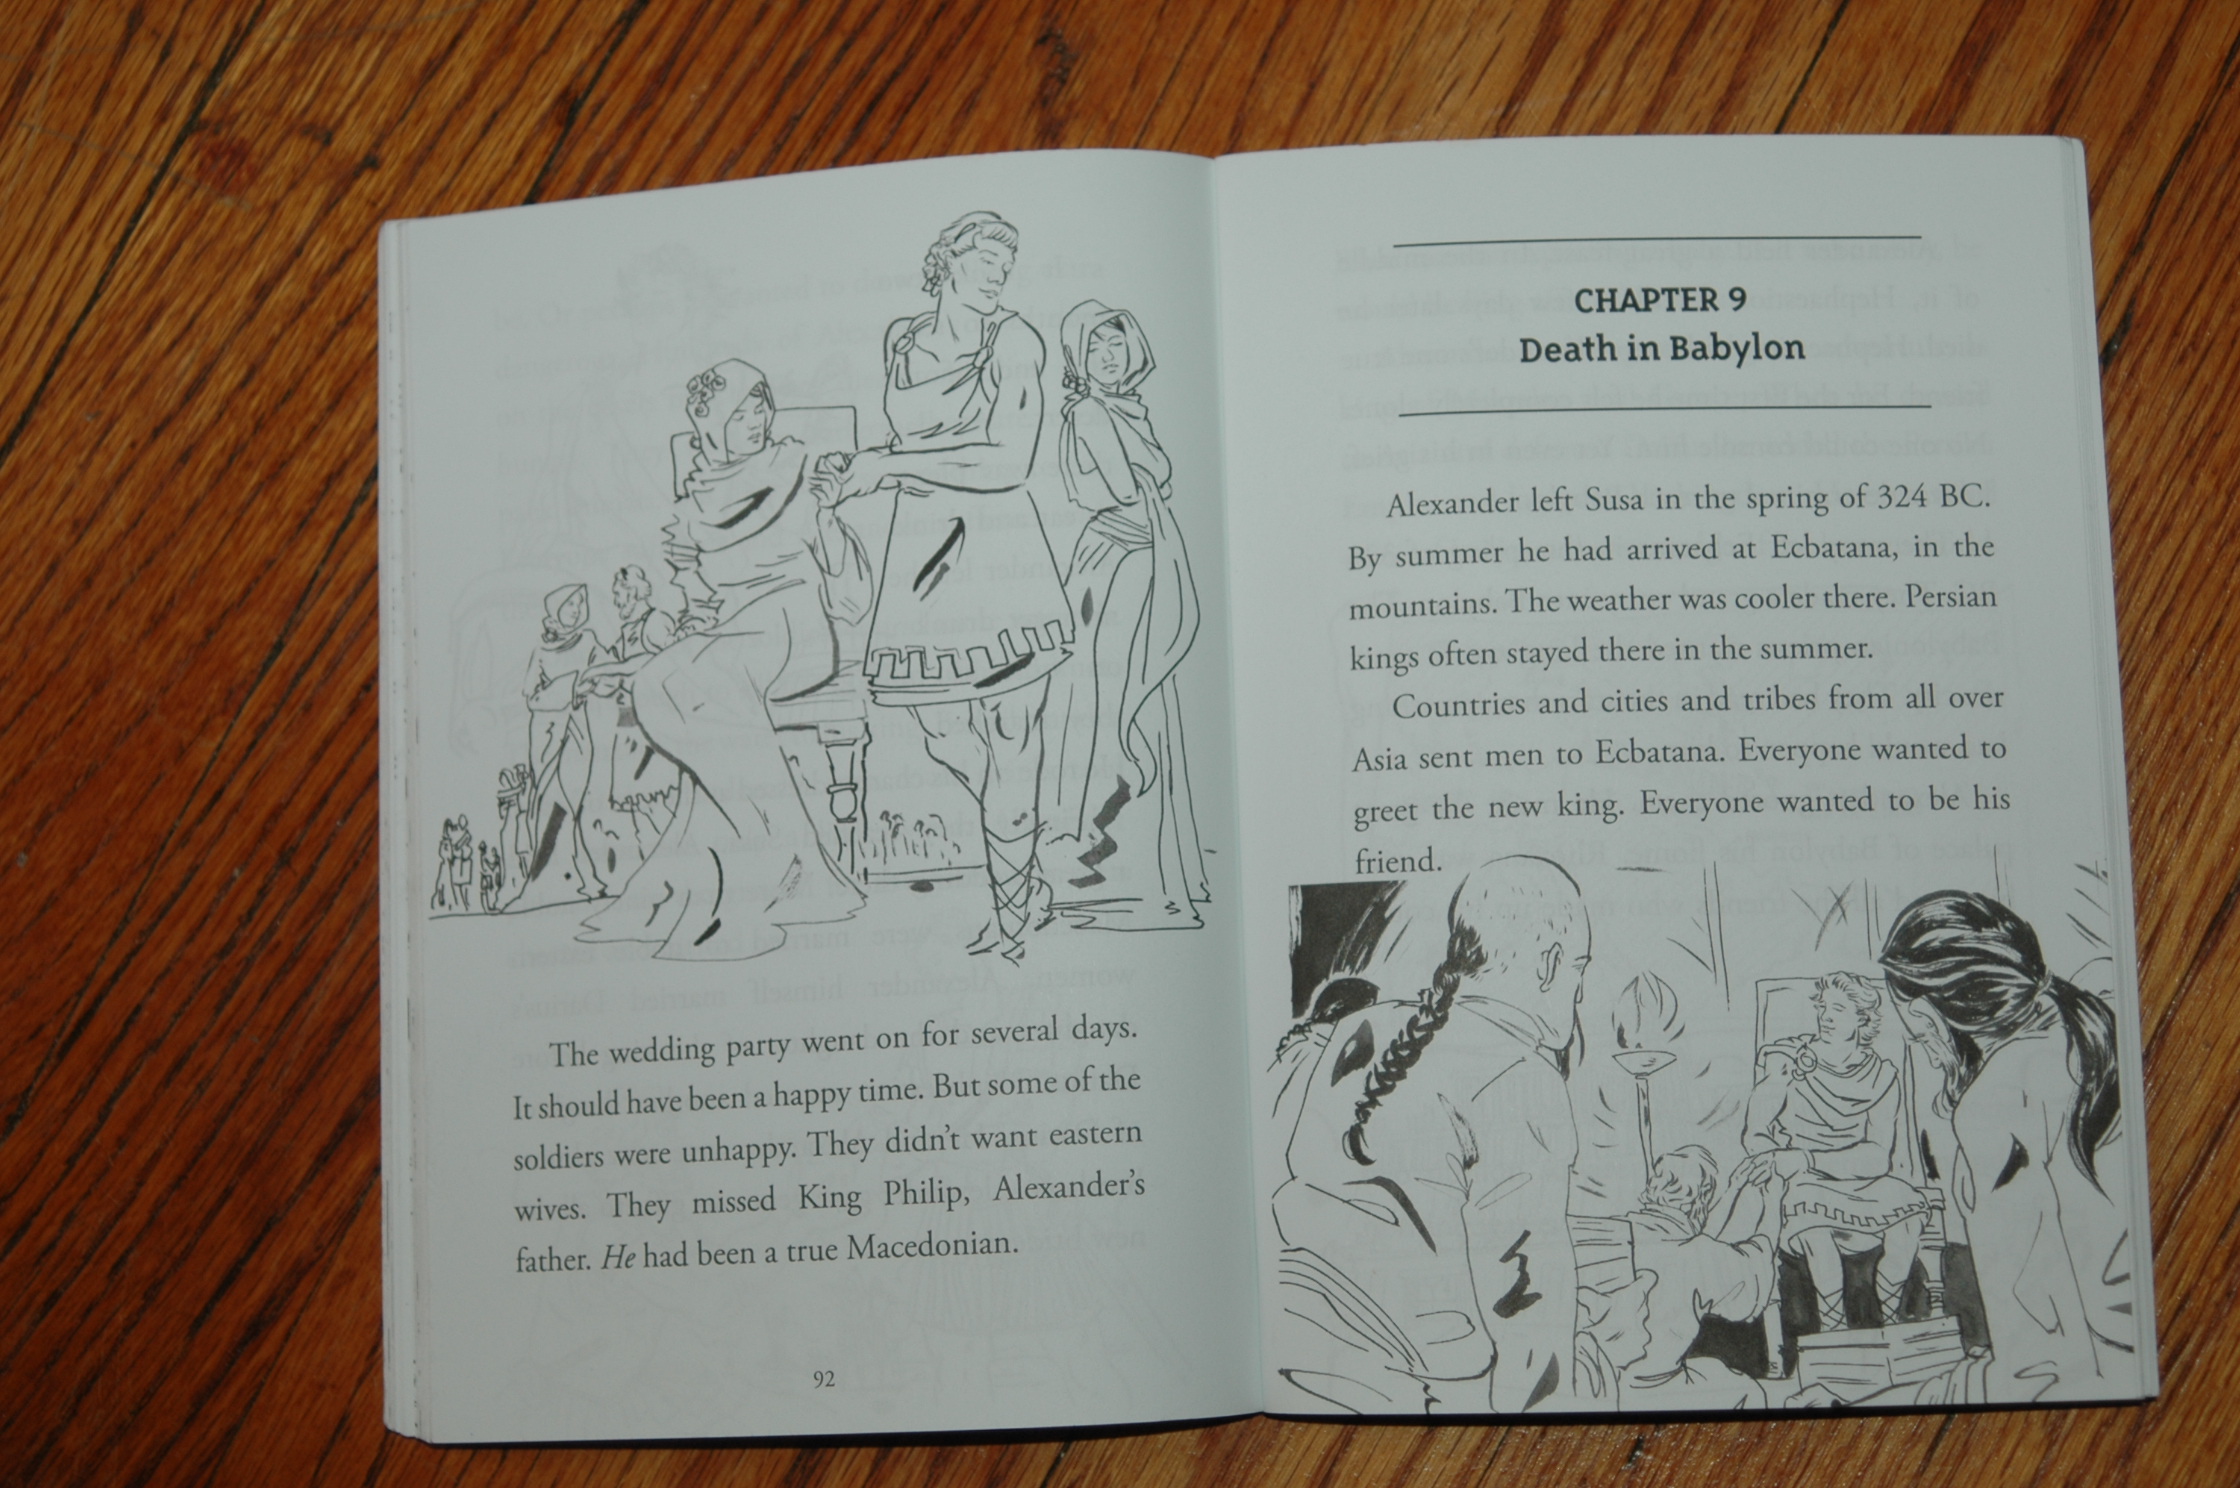 The wedding party went on for several days.
It should have been a happy time. But some of the
soldiers were unhappy. They didn't want eastern
wives. They missed King Philip, Alexander's
father. He had been a true Macedonian.
92
CHAPTER 9
Death in Babylon
Alexander left Susa in the spring of 324 BC.
By summer he had arrived at Ecbatana, in the
mountains. The weather was cooler there. Persian
kings often stayed there in the summer.
Countries and cities and tribes from all over
Asia sent men to Ecbatana. Everyone wanted to
greet the new king. Everyone wanted to be his
friend.